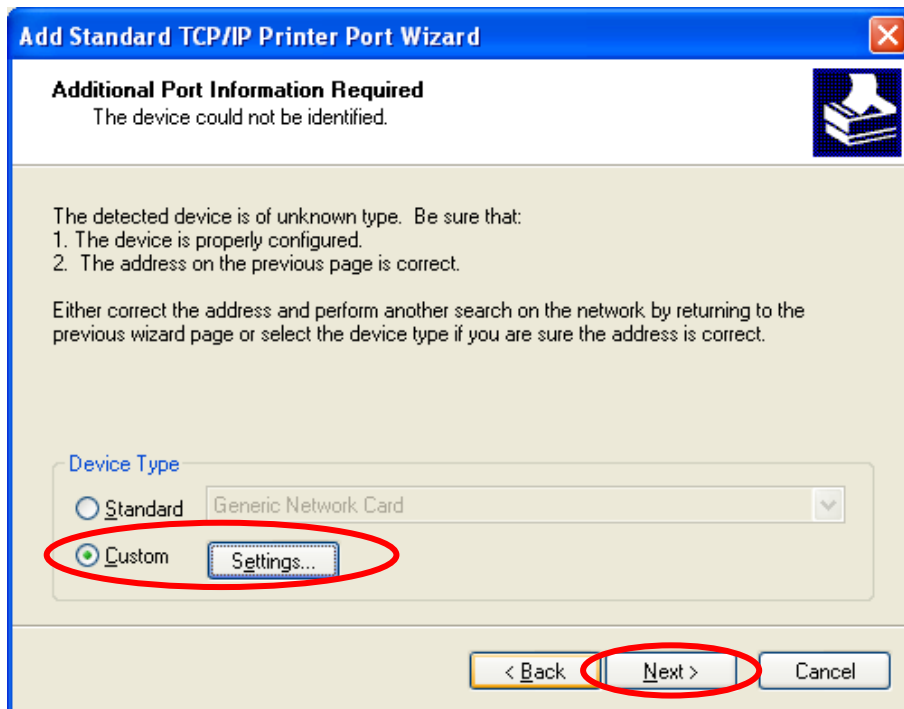 Add Standard TCP/IP Printer Port Wizard
Additional Port Information Required
The device could not be identified.
The detected device is of unknown type.  Be sure that:
1. The device is properly configured.
2.  The address on the previous page is correct.
Either correct the address and perform another search on the network by returning to the
previous wizard page or select the device type if you are sure the address is correct.
Device Type
Standard
Generic Network Card
Custom
Settings...
< Back
Next >
Cancel